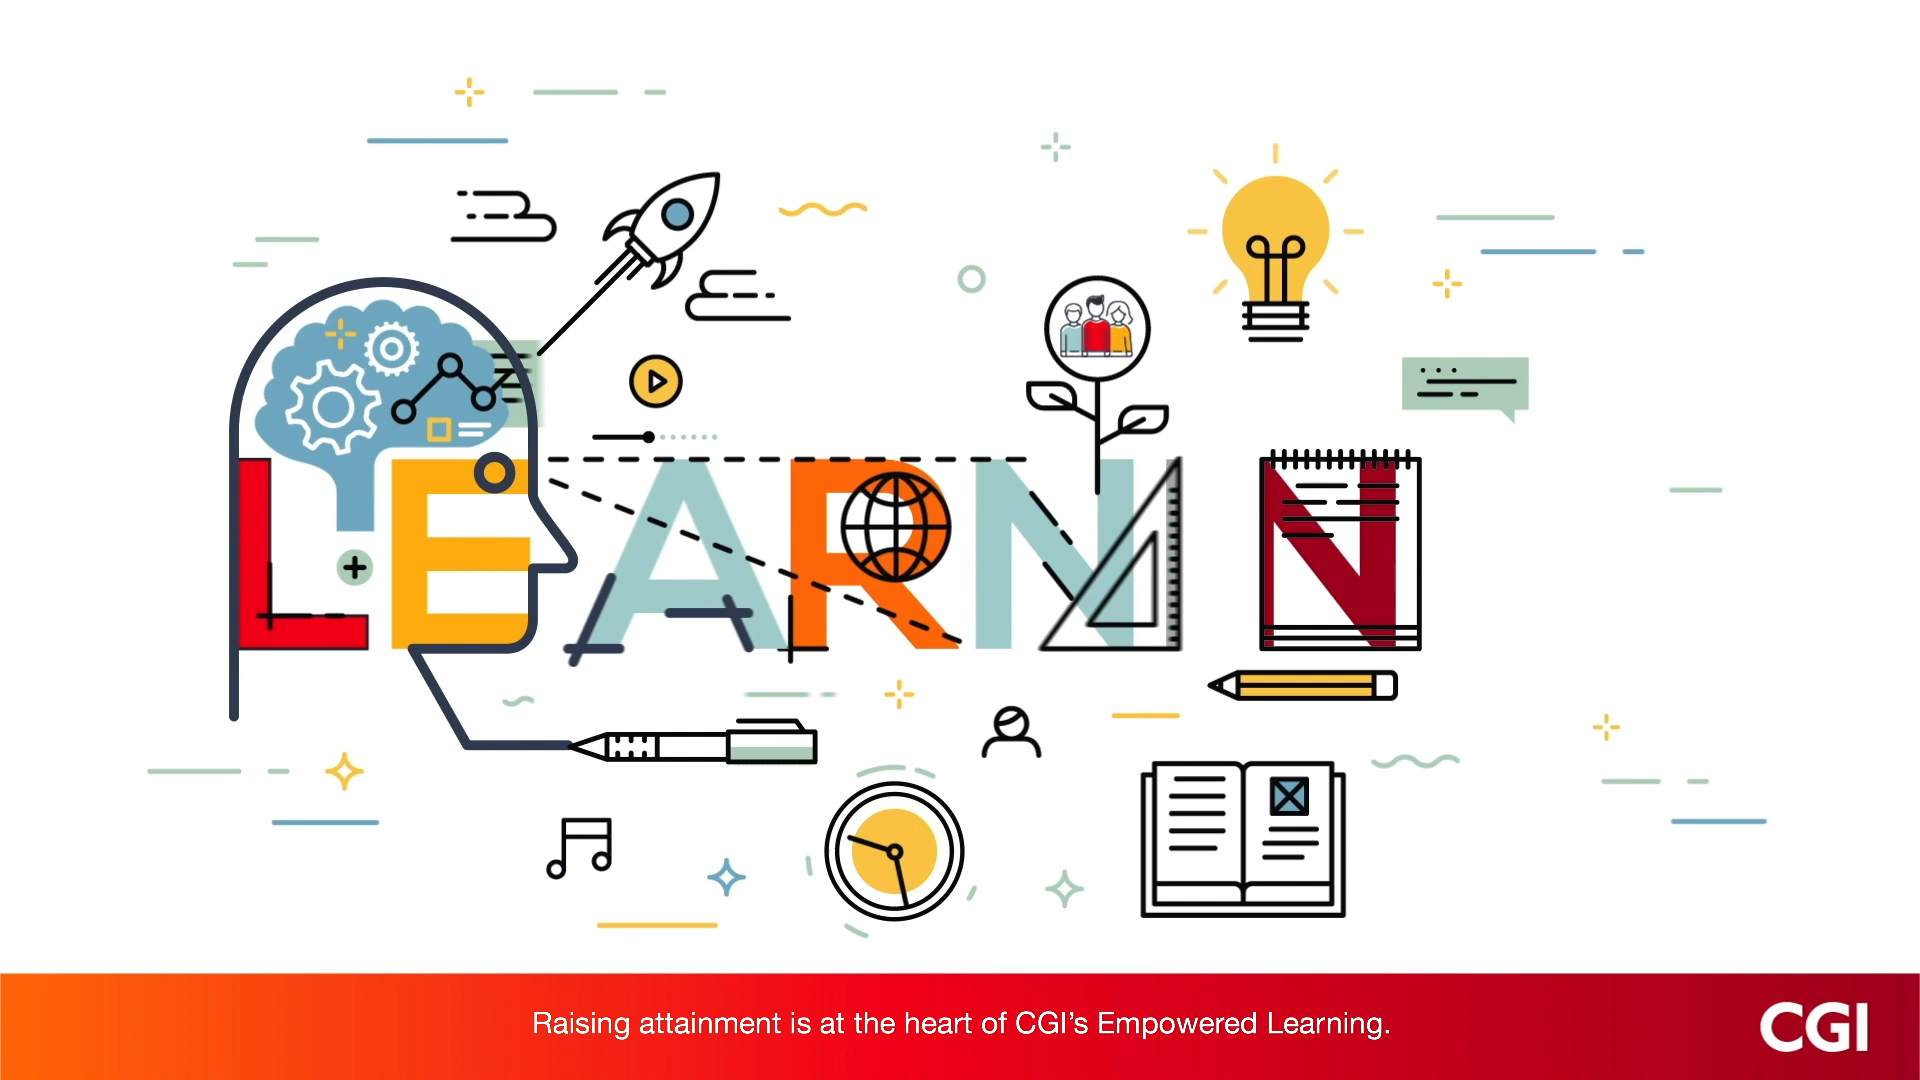 LEARN N
Raising attainment is at the heart of CGI’s Empowered Learning.
CGI